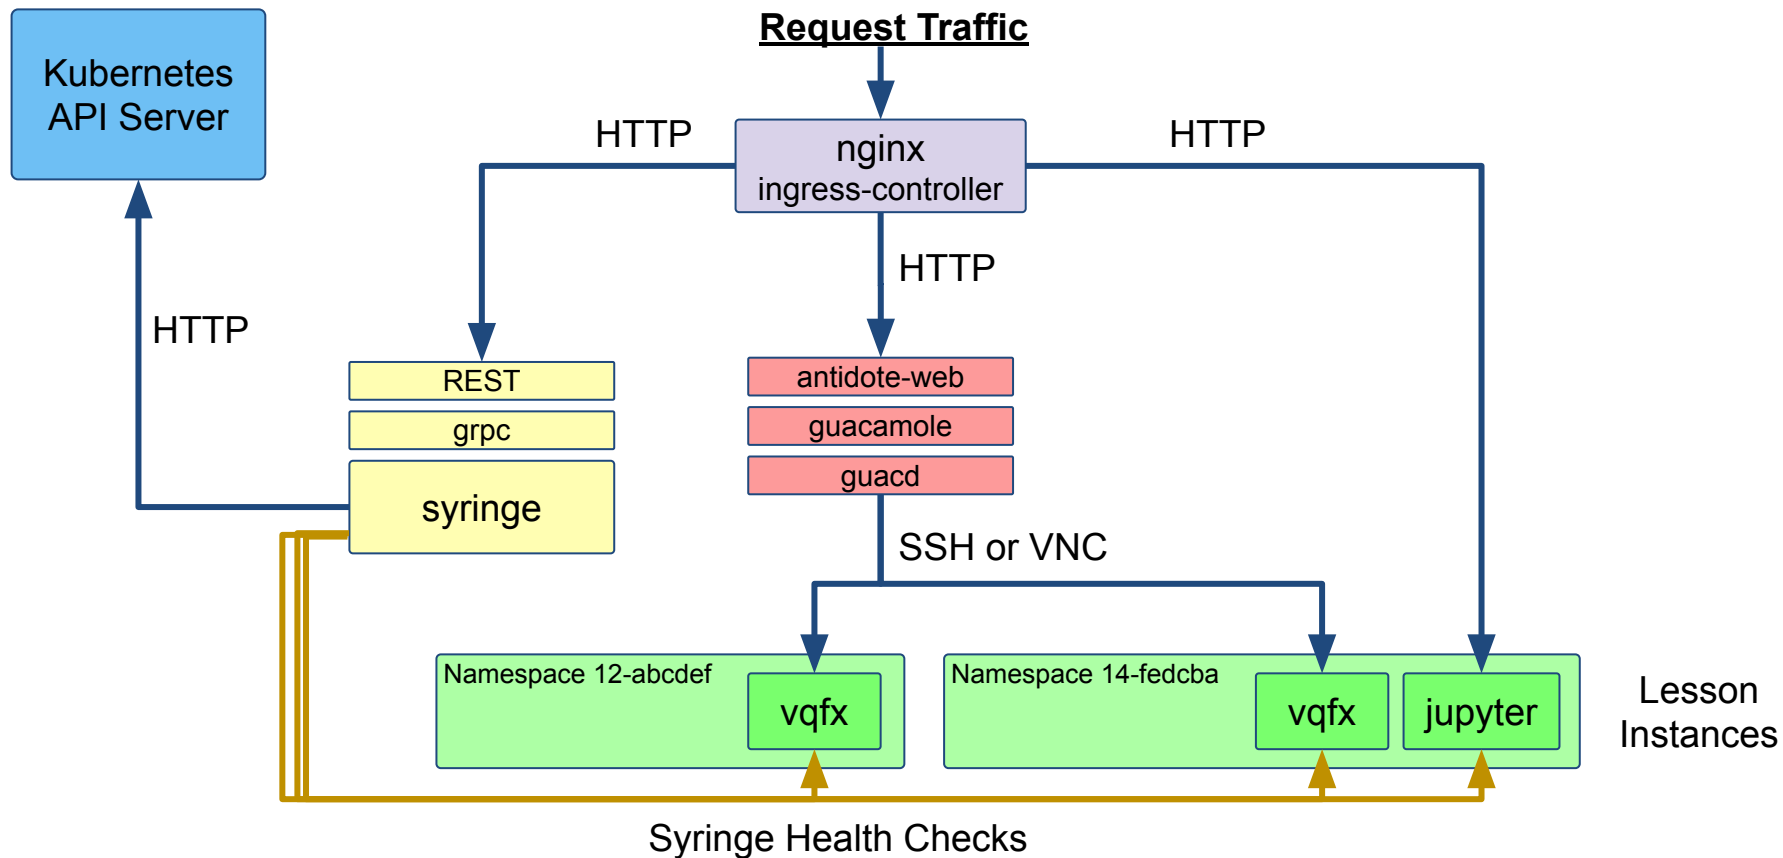 Request Traffic
Kubernetes
API Server
HTTP
HTTP
nginx
ingress-controller
HTTP
HTTP
REST
grpc
syringe
antidote-web
guacamole
guacd
SSH or VNC
Namespace 12-abcdef
vqfx
Namespace 14-fedcba
vqfx
jupyter
Lesson
Instances
Syringe Health Checks